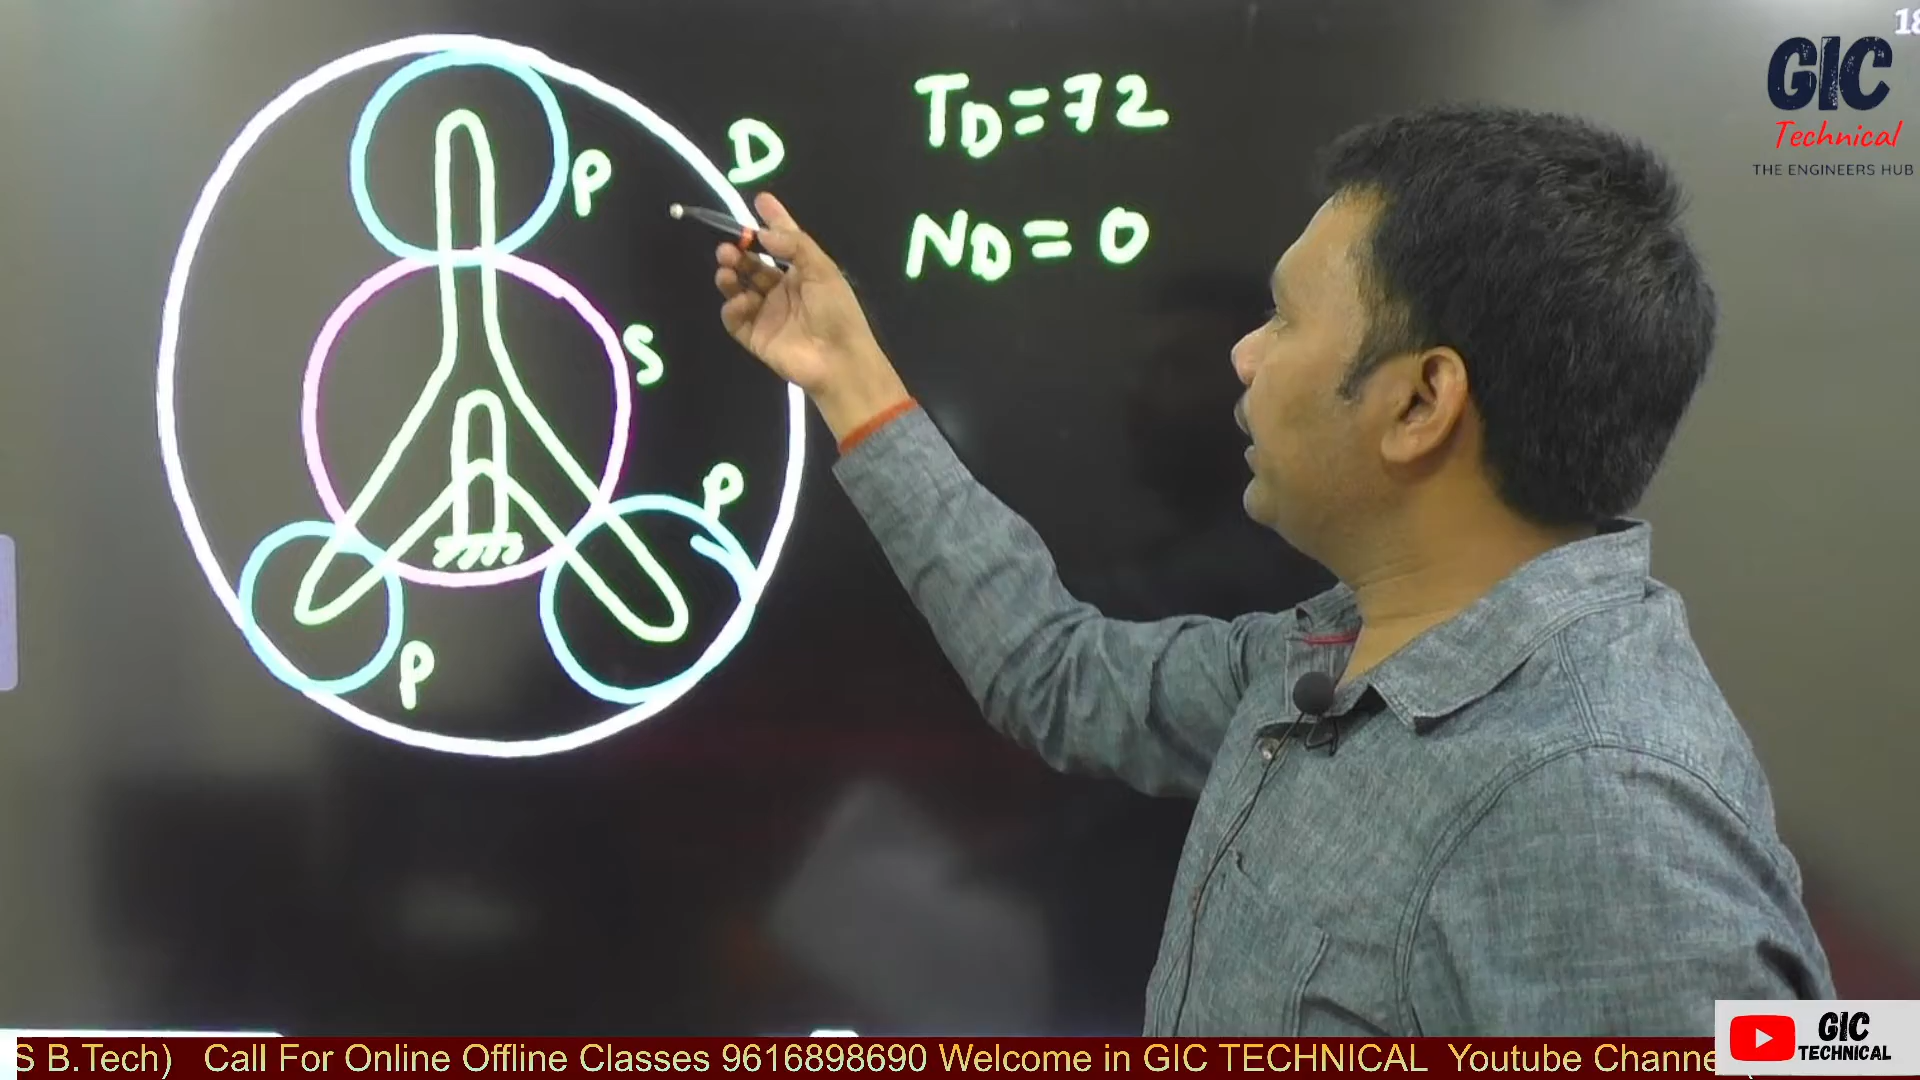 18
GIC
Technical
THE ENGINEERS HUB
D
P
S
P
P
TD=72
ND=0
S B.Tech) Call For Online Offline Classes 9616898690 Welcome in GIC TECHNICAL Youtube Channe
GIC
TECHNICAL